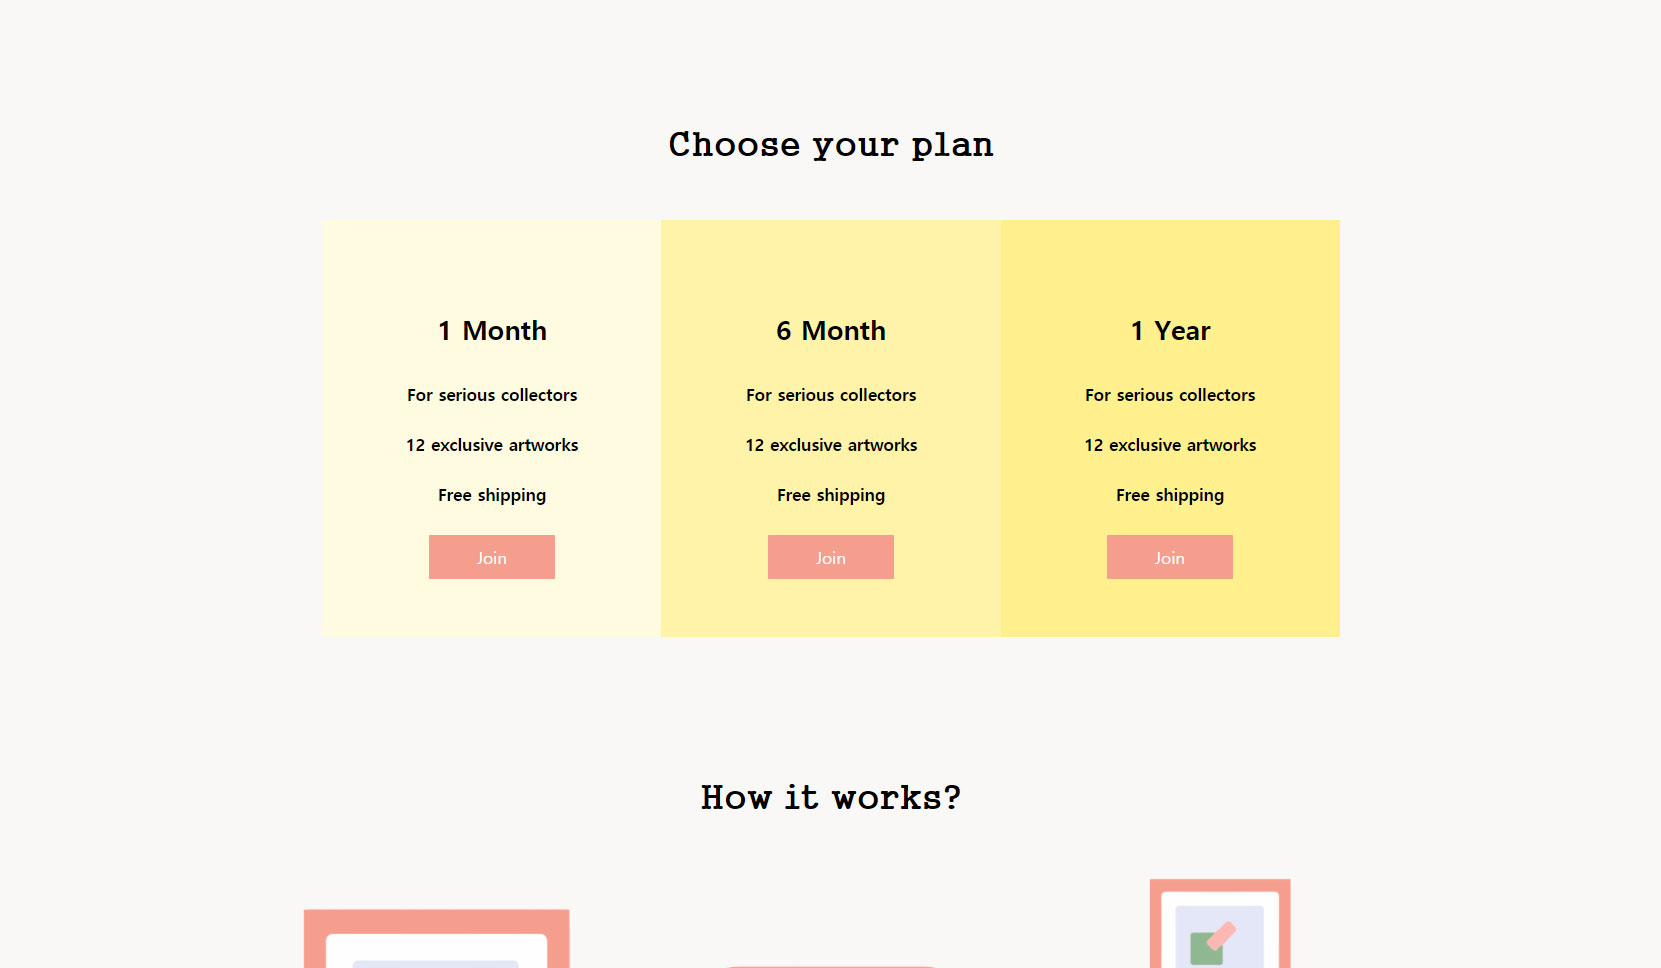 Choose your plan
1 Month
For serious collectors
12 exclusive artworks
Free shipping
Join
6 Month
For serious collectors
12 exclusive artworks
Free shipping
Join
1 Year
For serious collectors
12 exclusive artworks
Free shipping
Join
How it works?